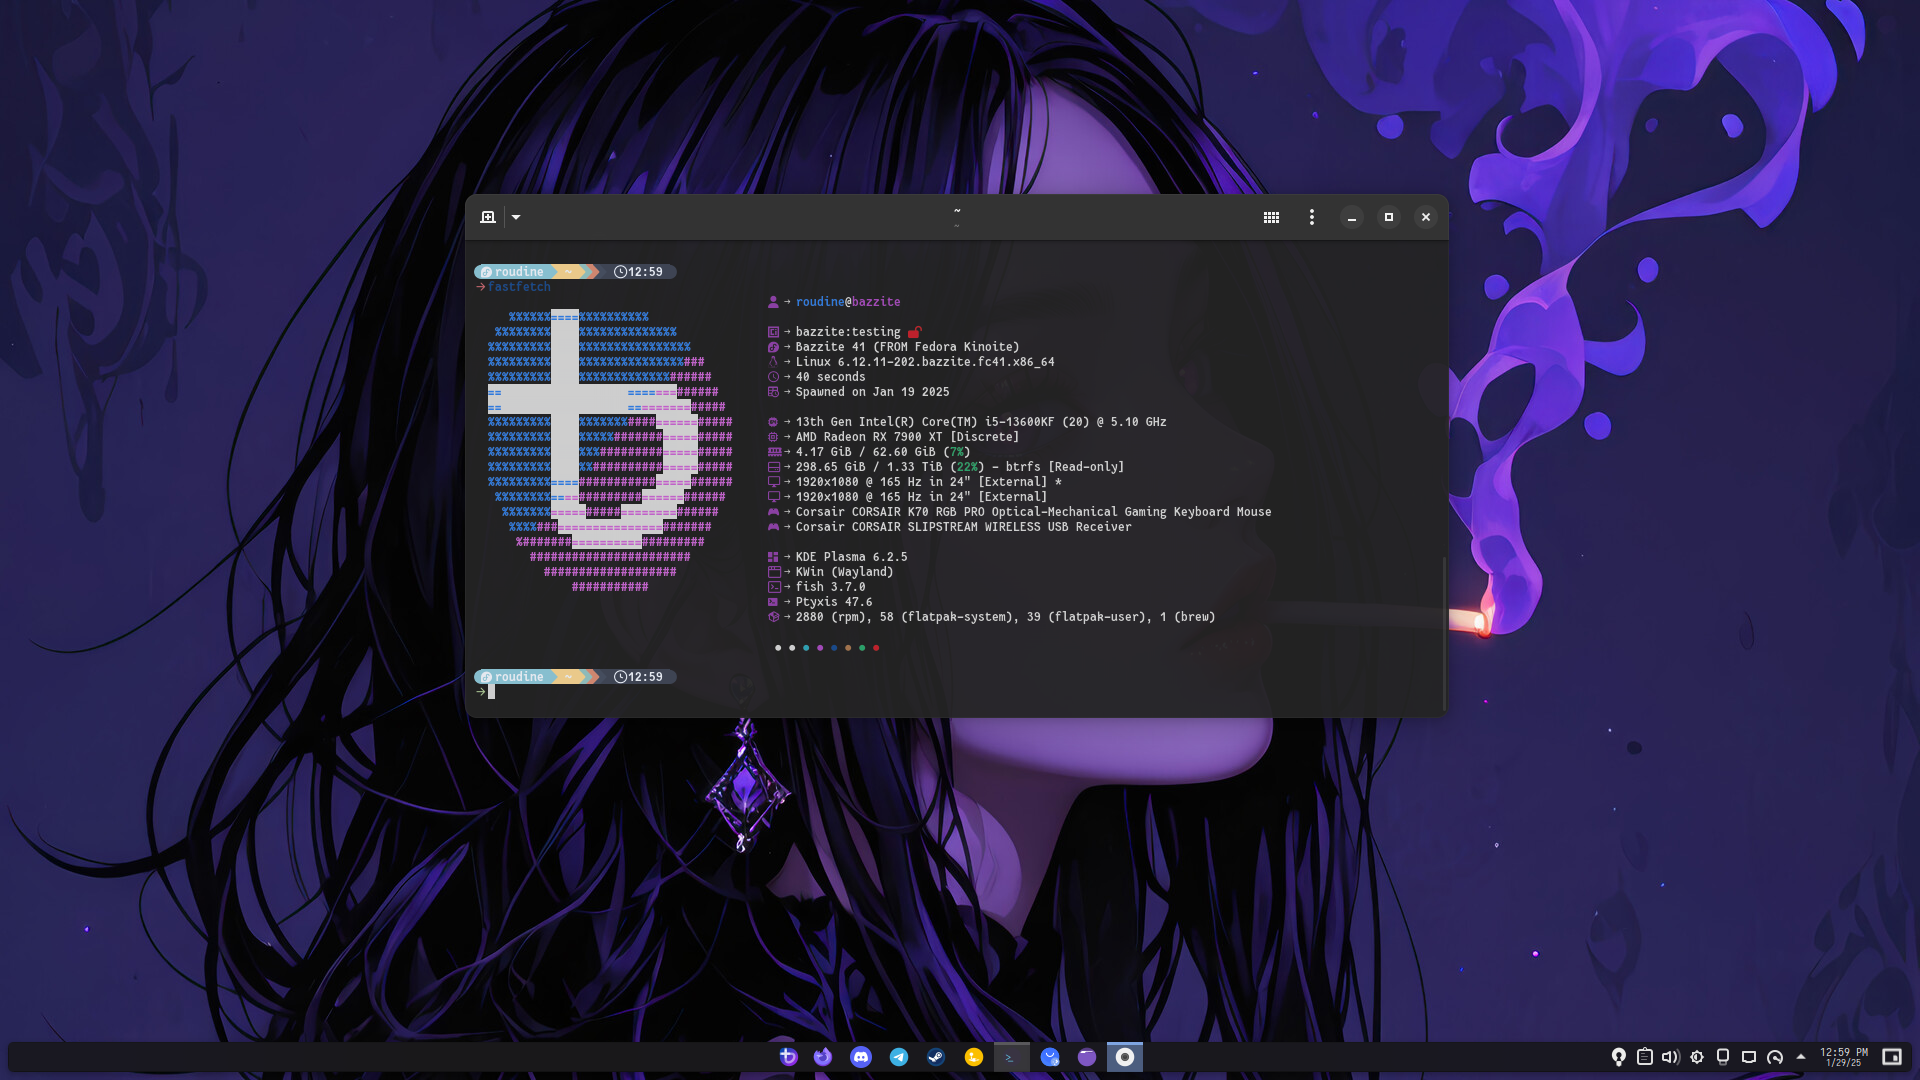 ~
~
roudine ~ 12:59
→fastfetch
→ roudine@bazzite
→ bazzite:testing
→ Bazzite 41 (FROM Fedora Kinoite)
→ Linux 6.12.11-202.bazzite.fc41.x86_64
→ 40 seconds
→ Spawned on Jan 19 2025
→ 13th Gen Intel(R) Core(TM) i5-13600KF (20) @ 5.10 GHz
→ AMD Radeon RX 7900 XT [Discrete]
→ 4.17 GiB / 62.60 GiB (7%)
→ 298.65 GiB / 1.33 TiB (22%) - btrfs [Read-only]
→ 1920x1080 @ 165 Hz in 24" [External] *
→ 1920x1080 @ 165 Hz in 24" [External]
→ Corsair CORSAIR K70 RGB PRO Optical-Mechanical Gaming Keyboard Mouse
→ Corsair CORSAIR SLIPSTREAM WIRELESS USB Receiver
→ KDE Plasma 6.2.5
→ KWin (Wayland)
→ fish 3.7.0
→ Ptyxis 47.6
→ 2880 (rpm), 58 (flatpak-system), 39 (flatpak-user), 1 (brew)
roudine ~ 12:59
→
12:59 PM
1/29/25